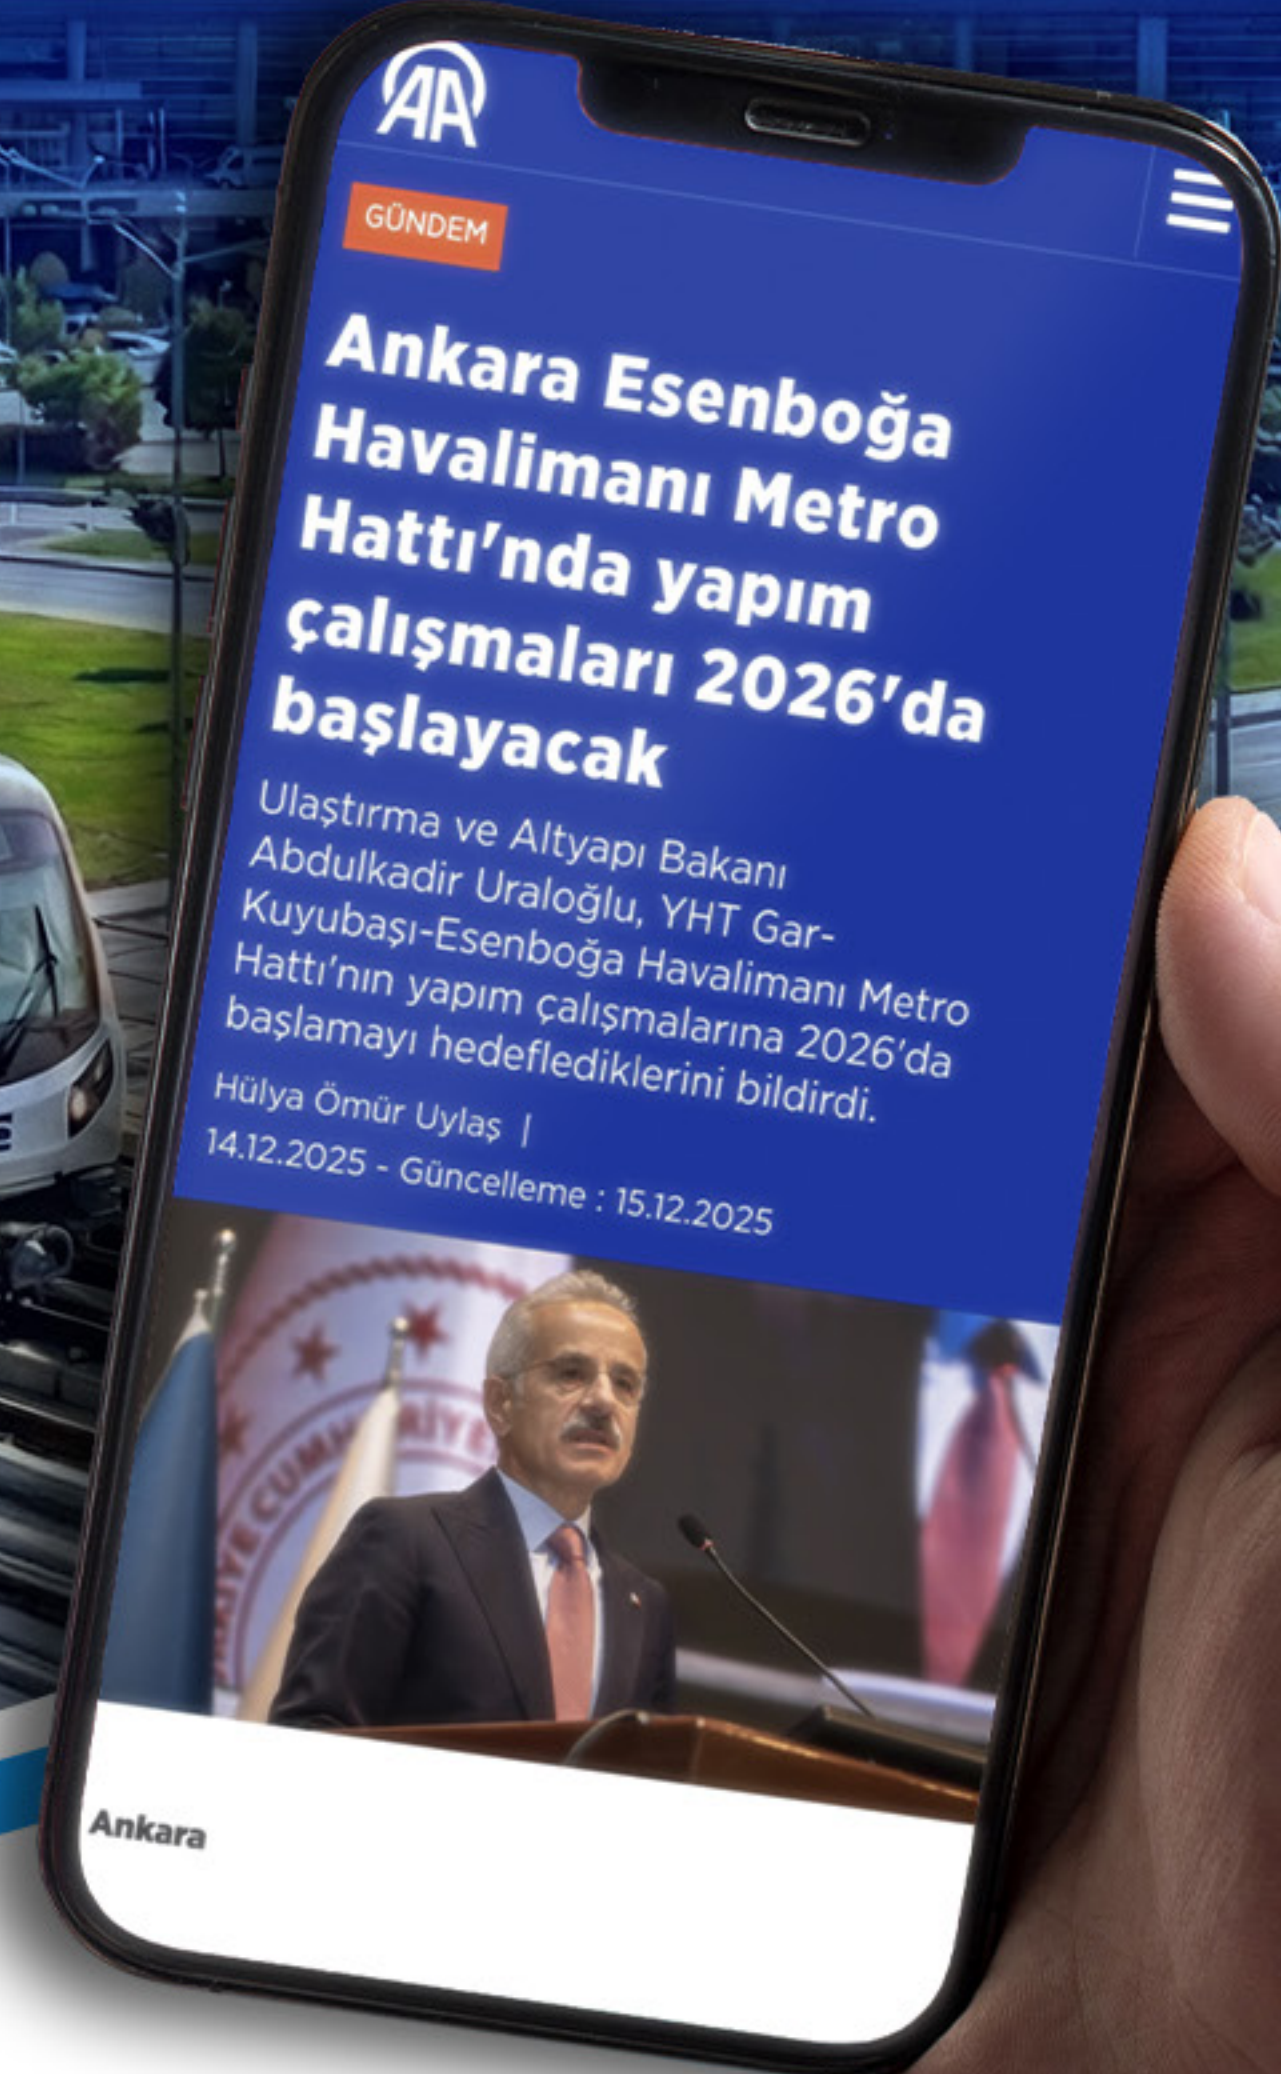 AA
GÜNDEM
Ankara Esenboğa
Havalimanı Metro
Hattı'nda yapım
çalışmaları 2026'da
başlayacak
Ulaştırma ve Altyapı Bakanı
Abdulkadir Uraloğlu, YHT Gar-
Kuyubaşı-Esenboğa Havalimanı Metro
Hattı'nın yapım çalışmalarına 2026'da
başlamayı hedeflediklerini bildirdi.
Hülya Ömür Uylaş |
14.12.2025 - Güncelleme : 15.12.2025
Ankara